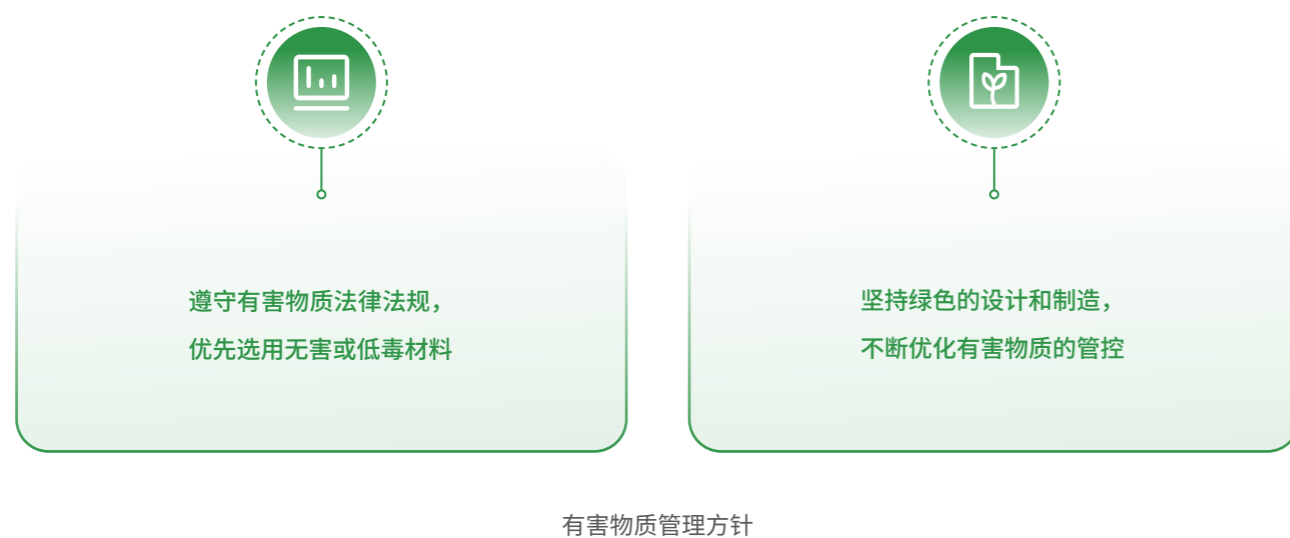 遵守有害物质法律法规，
优先选用无害或低毒材料
坚持绿色的设计和制造，
不断优化有害物质的管控
有害物质管理方针